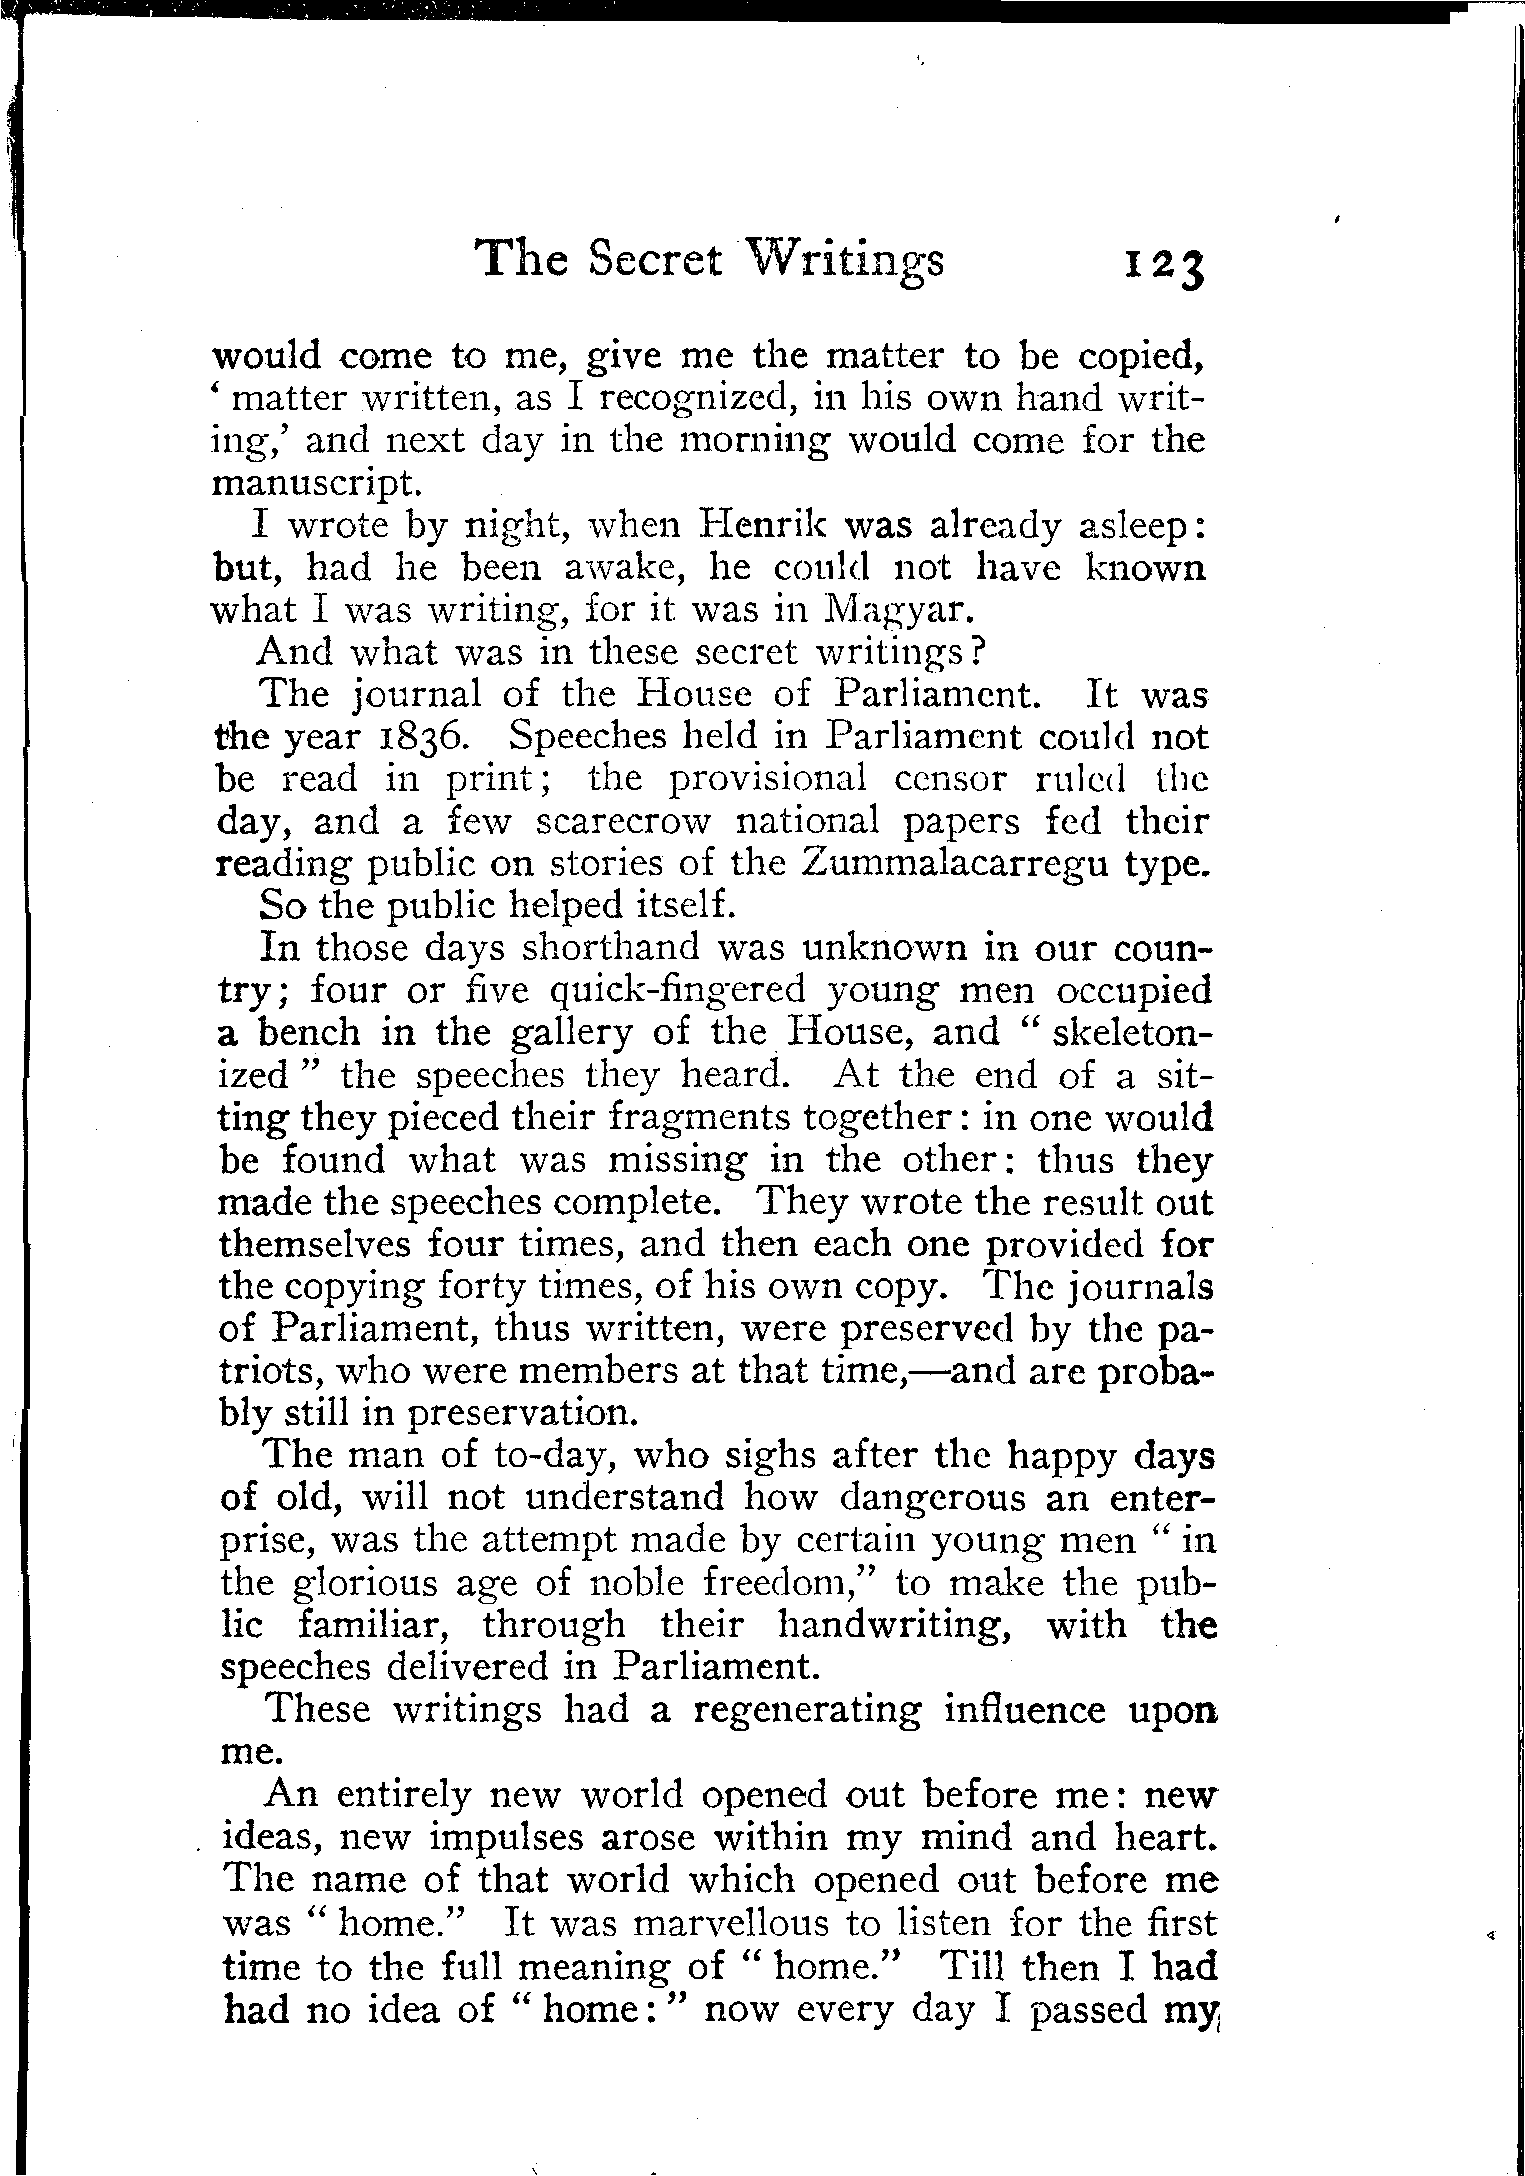 The Secret Writings 123
would come to me, give me the matter to be copied,
‘ matter written, as I recognized, in his own hand writ-
ing,’ and next day in the morning would come for the
manuscript.
I wrote by night, when Henrik was already asleep:
but, had he been awake, he could not have known
what I was writing, for it was in Magyar.
And what was in these secret writings?
The journal of the House of Parliament. It was
the year 1836. Speeches held in Parliament could not
be read in print; the provisional censor ruled the
day, and a few scarecrow national papers fed their
reading public on stories of the Zummalacarregu type.
So the public helped itself.
In those days shorthand was unknown in our coun-
try; four or five quick-fingered young men occupied
a bench in the gallery of the House, and “ skeleton-
ized ” the speeches they heard. At the end of a sit-
ting they pieced their fragments together: in one would
be found what was missing in the other: thus they
made the speeches complete. They wrote the result out
themselves four times, and then each one provided for
the copying forty times, of his own copy. The journals
of Parliament, thus written, were preserved by the pa-
triots, who were members at that time,—and are proba-
bly still in preservation.
The man of to-day, who sighs after the happy days
of old, will not understand how dangerous an enter-
prise, was the attempt made by certain young men “ in
the glorious age of noble freedom,” to make the pub-
lic familiar, through their handwriting, with the
speeches delivered in Parliament.
These writings had a regenerating influence upon
me.
An entirely new world opened out before me: new
ideas, new impulses arose within my mind and heart.
The name of that world which opened out before me
was “ home.” It was marvellous to listen for the first
time to the full meaning of “ home.” Till then I had
had no idea of “ home:” now every day I passed my